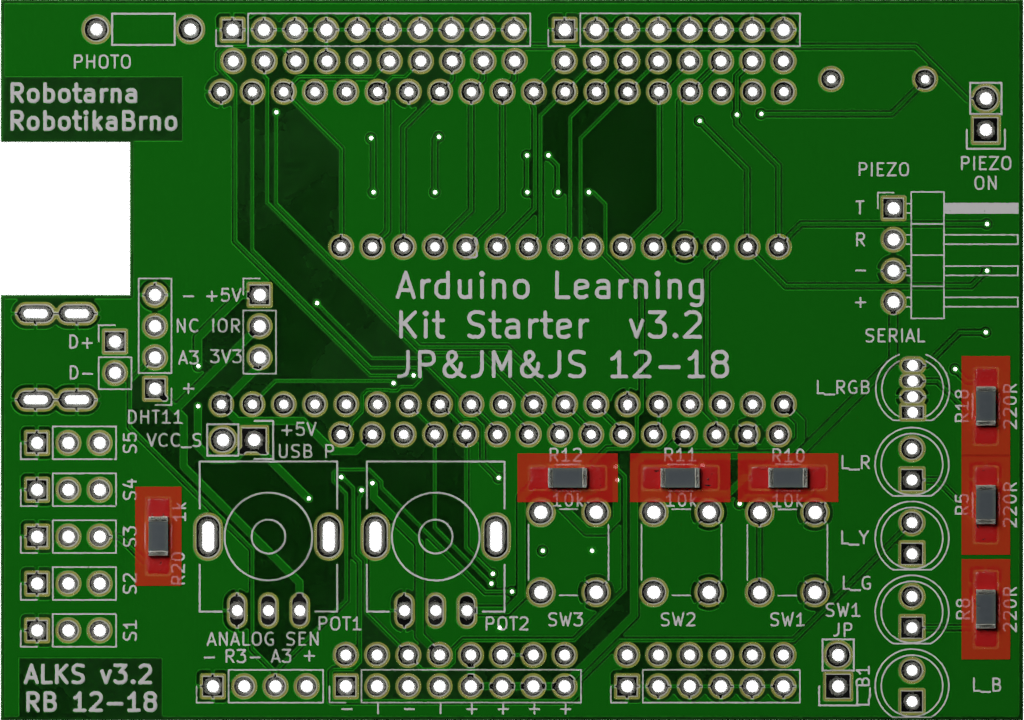 PHOTO
Robotarna
RobotikaBrno
PIEZO
ON
PIEZO
T
R
-
+
SERIAL
Arduino Learning
Kit Starter v3.2
JP&JM&JS 12-18
- +5V
NC IOR
A3 3V3
+
D+
D-
DHT11
VCC_S
+5V
USB P
L_RGB
R18
220R
S5
S4
S3
S2
S1
1k
R20
R12
10k
R11
10k
R10
10k
L_R
R5
220R
L_Y
L_G
R8
220R
SW3
SW2
SW1
SW1
JP
POT1
POT2
ANALOG SEN
- R3- A3 +
ALKS v3.2
RB 12-18
- | - | + + + +
B1
L_B